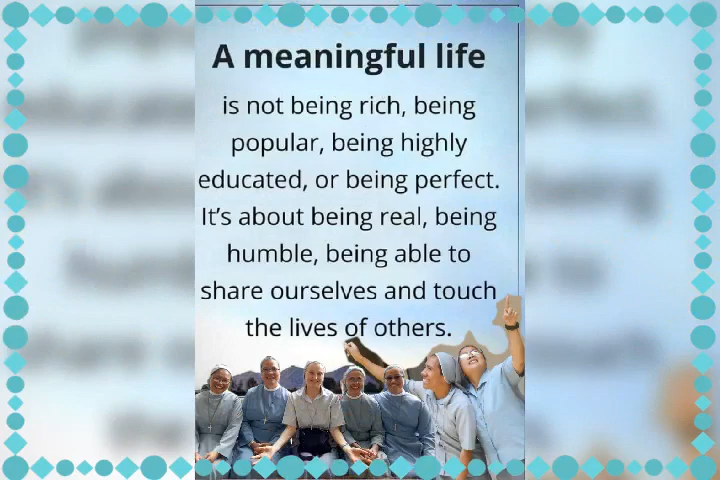 A meaningful life
is not being rich, being
popular, being highly
educated, or being perfect.
It’s about being real, being
humble, being able to
share ourselves and touch
the lives of others.